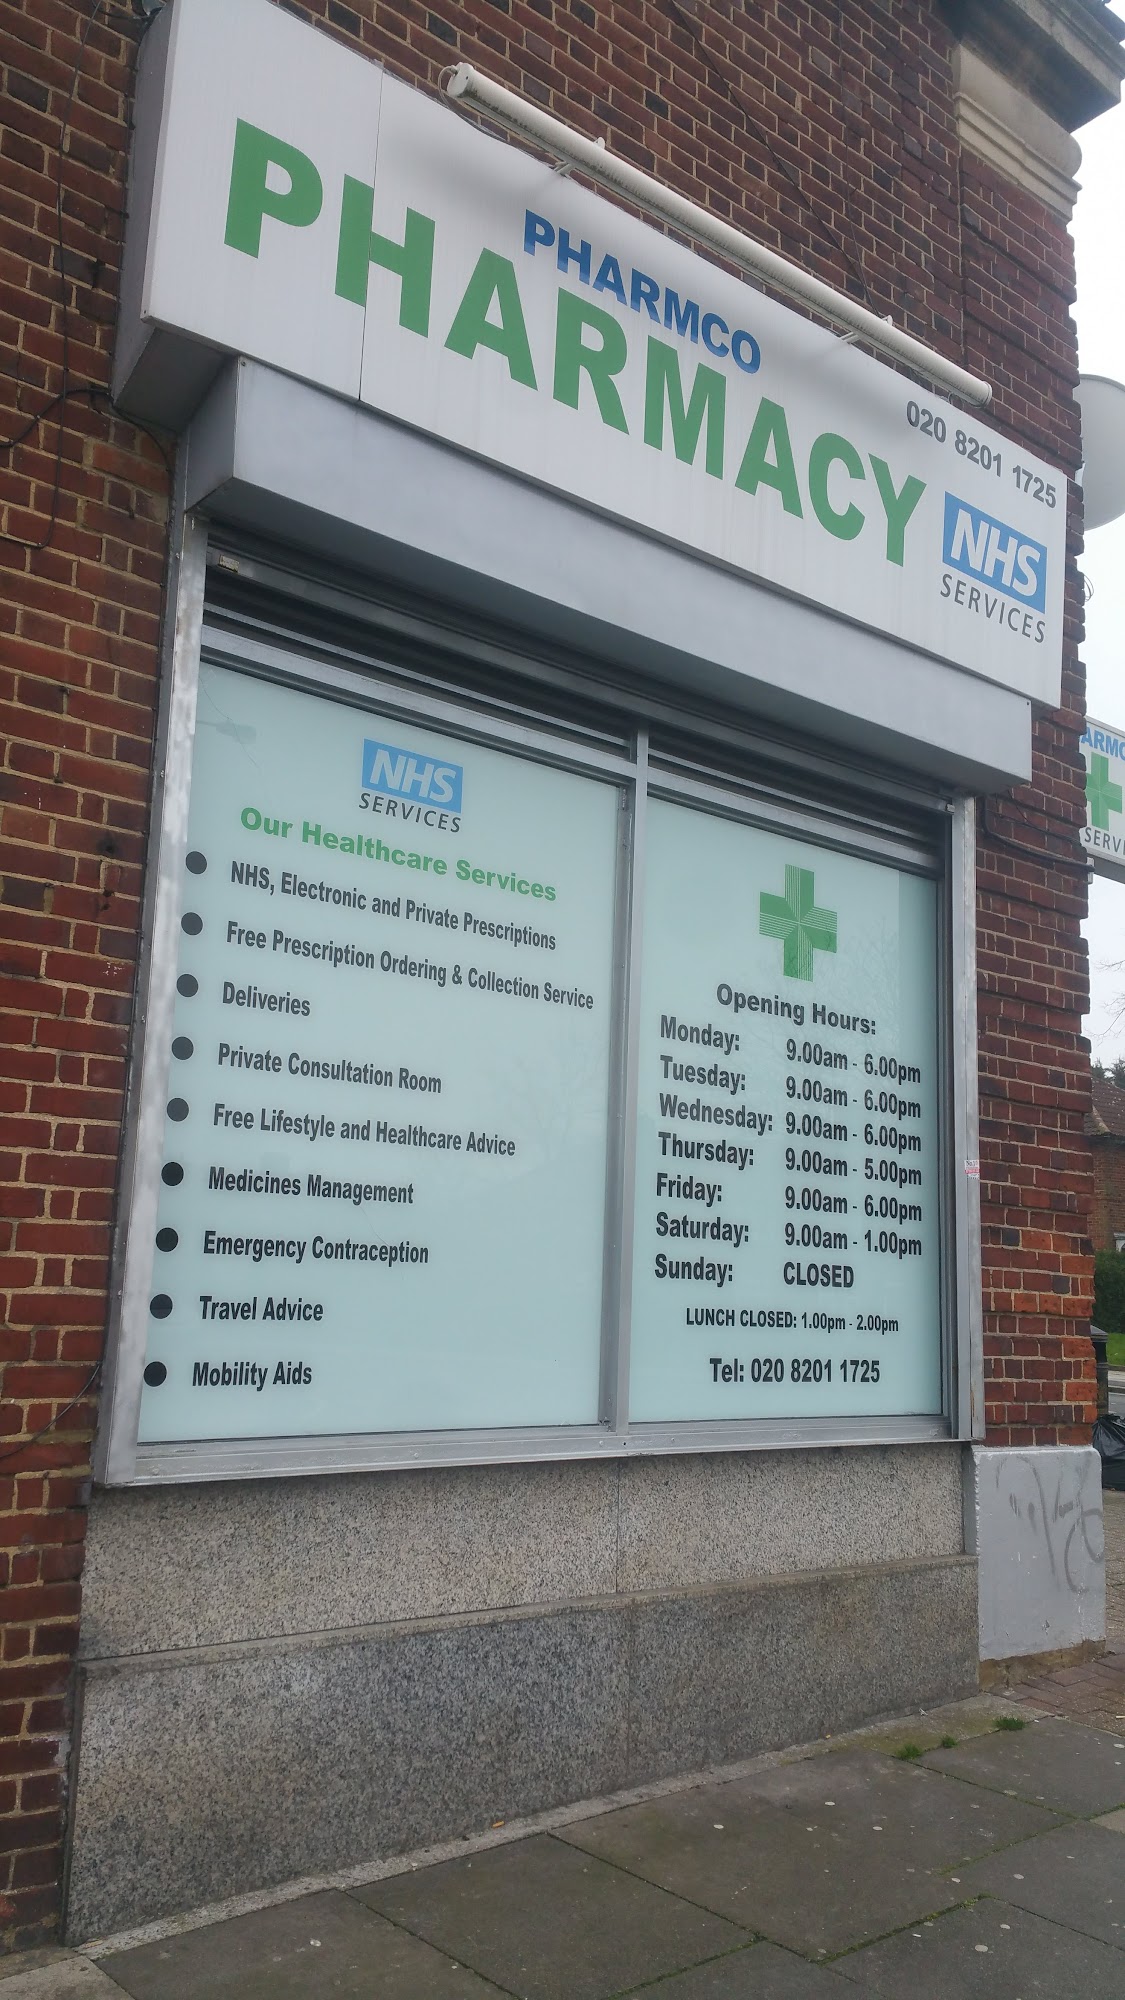 PHARMCO
PHARMACY
020 8201 1725
NHS
SERVICES
NHS
SERVICES
Our Healthcare Services
NHS, Electronic and Private Prescriptions
Free Prescription Ordering & Collection Service
Deliveries
Private Consultation Room
Free Lifestyle and Healthcare Advice
Medicines Management
Emergency Contraception
Travel Advice
Mobility Aids
Opening Hours:
Monday: 9.00am - 6.00pm
Tuesday: 9.00am - 6.00pm
Wednesday: 9.00am - 6.00pm
Thursday: 9.00am - 5.00pm
Friday: 9.00am - 6.00pm
Saturday: 9.00am - 1.00pm
Sunday: CLOSED
LUNCH CLOSED: 1.00pm - 2.00pm
Tel: 020 8201 1725
ARMC
SERVI